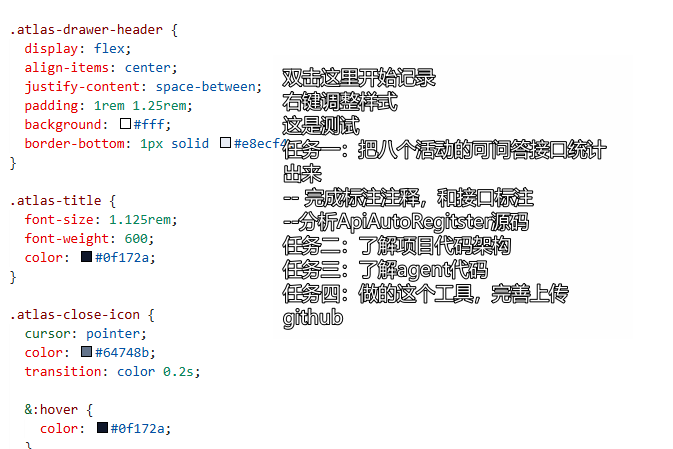 .atlas-drawer-header {
display: flex;
align-items: center;
justify-content: space-between;
padding: 1rem 1.25rem;
background: #fff;
border-bottom: 1px solid #e8ecf4
}
.atlas-title {
font-size: 1.125rem;
font-weight: 600;
color: #0f172a;
}
.atlas-close-icon {
cursor: pointer;
color: #64748b;
transition: color 0.2s;
&:hover {
color: #0f172a;
}
双击这里开始记录
右键调整样式
这是测试
任务一：把八个活动的可问答接口统计
出来
-- 完成标注注释，和接口标注
--分析ApiAutoRegitster源码
任务二：了解项目代码架构
任务三：了解agent代码
任务四：做的这个工具，完善上传
github